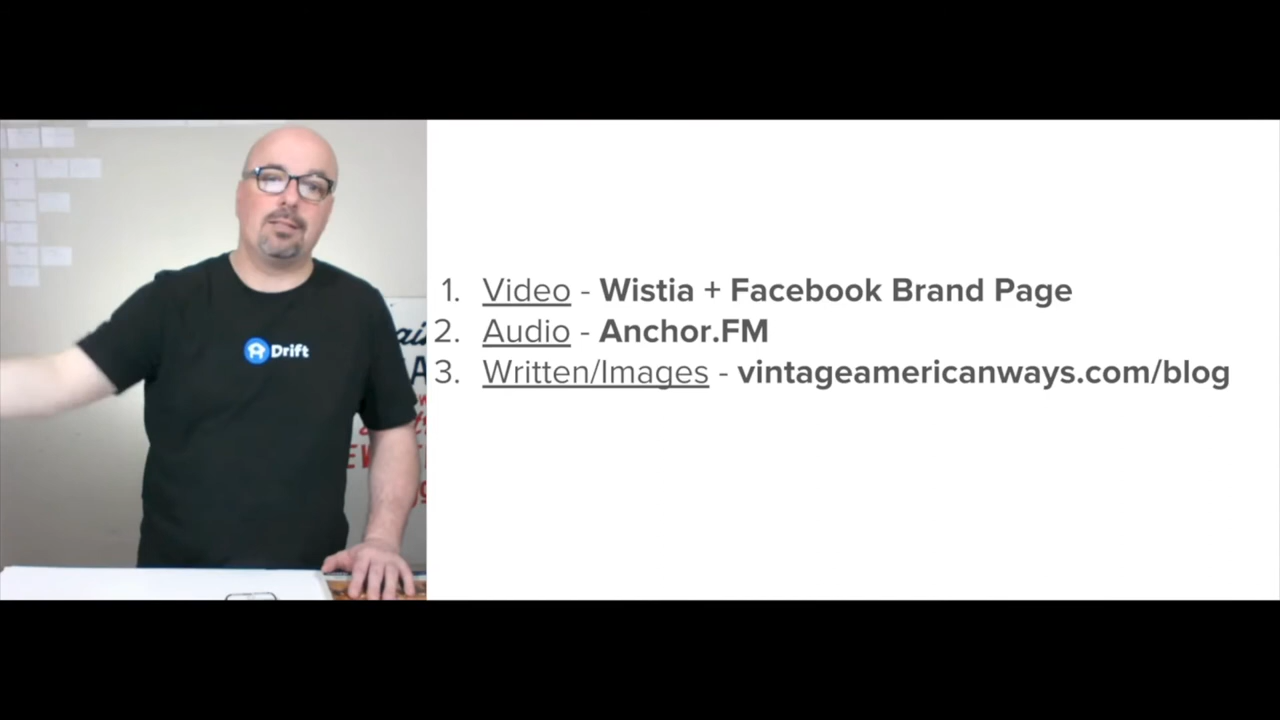 Drift
1. Video - Wistia + Facebook Brand Page
2. Audio - Anchor.FM
3. Written/Images - vintageamericanways.com/blog